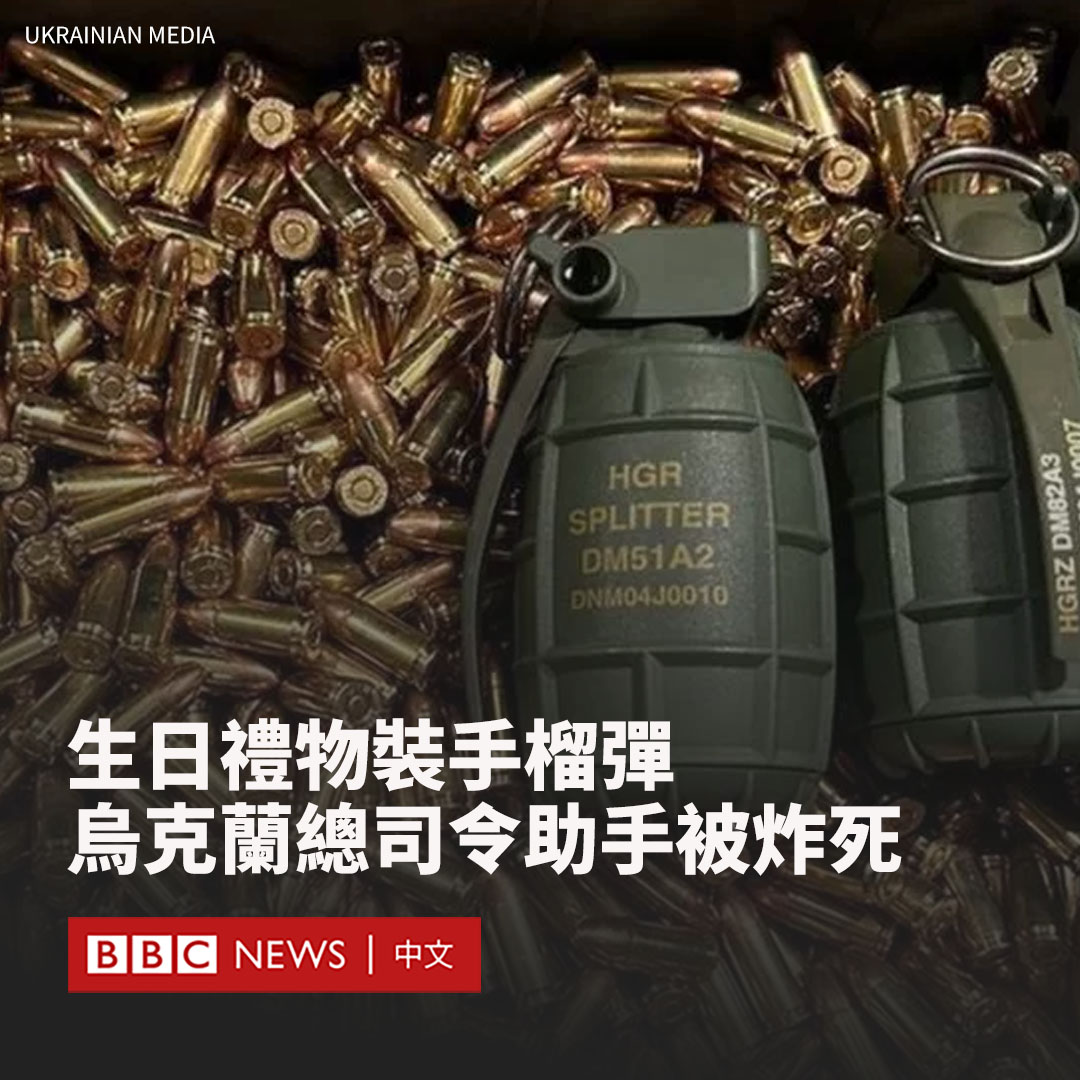 UKRAINIAN MEDIA
HGR
SPLITTER
DM51A2
DNM04J0010
HGRZ DM82A3
生日禮物裝手榴彈
烏克蘭總司令助手被炸死
BBC NEWS | 中文